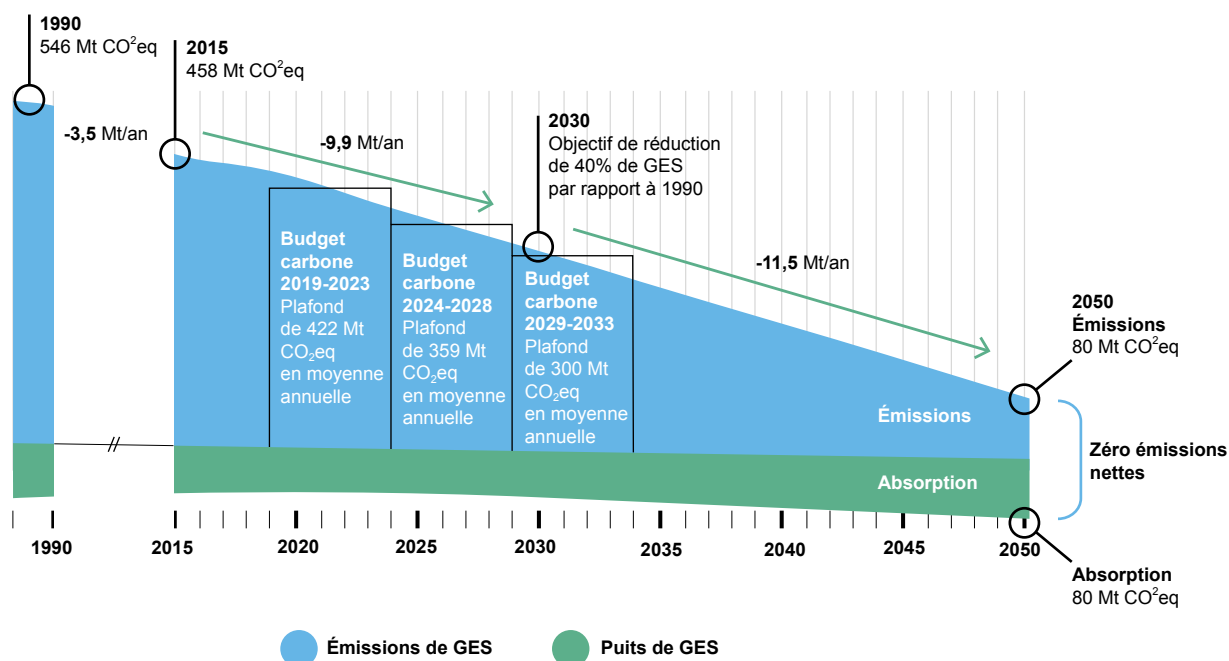 1990
546 Mt CO²eq
2015
458 Mt CO²eq
-3,5 Mt/an
-9,9 Mt/an
2030
Objectif de réduction
de 40% de GES
par rapport à 1990
-11,5 Mt/an
Budget
carbone
2019-2023
Plafond
de 422 Mt
CO₂eq
en moyenne
annuelle
Budget
carbone
2024-2028
Plafond
de 359 Mt
CO₂eq
en moyenne
annuelle
Budget
carbone
2029-2033
Plafond
de 300 Mt
CO₂eq
en moyenne
annuelle
2050
Émissions
80 Mt CO²eq
Émissions
Absorption
Zéro émissions
nettes
1990
2015
2020
2025
2030
2035
2040
2045
2050
Absorption
80 Mt CO²eq
Émissions de GES
Puits de GES